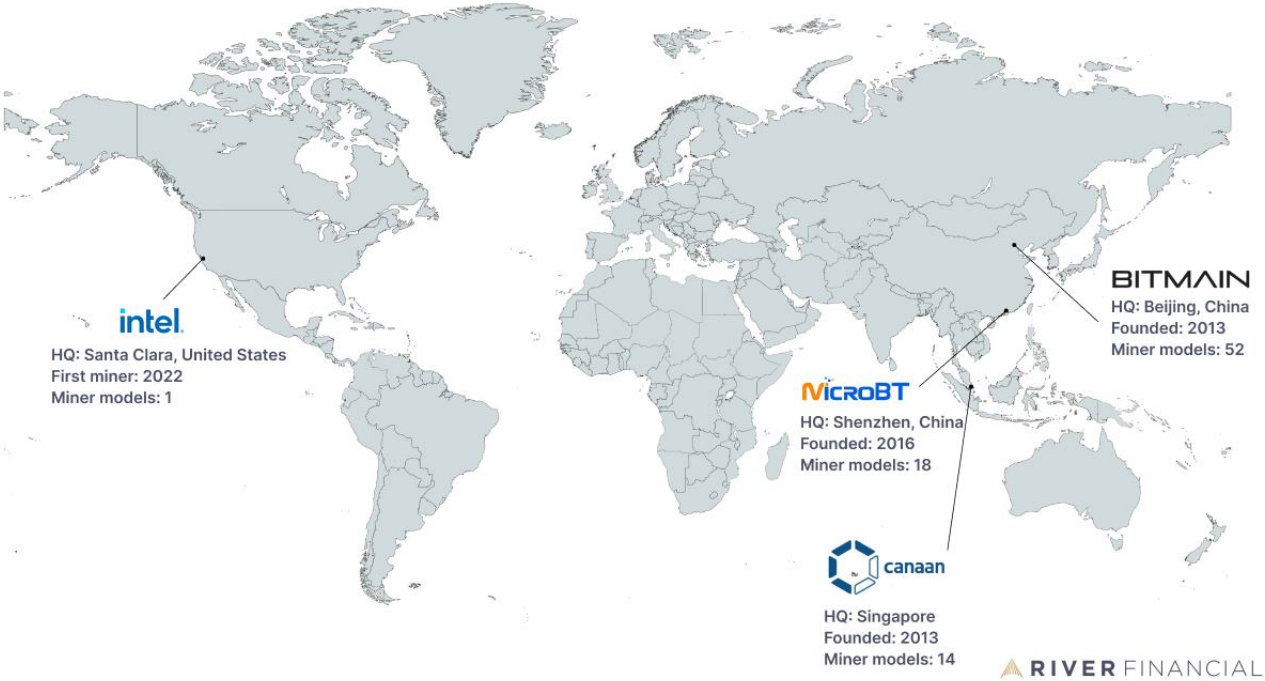 intel.
HQ: Santa Clara, United States
First miner: 2022
Miner models: 1
BITMAIN
HQ: Beijing, China
Founded: 2013
Miner models: 52
MICROBT
HQ: Shenzhen, China
Founded: 2016
Miner models: 18
canaan
HQ: Singapore
Founded: 2013
Miner models: 14
RIVER FINANCIAL